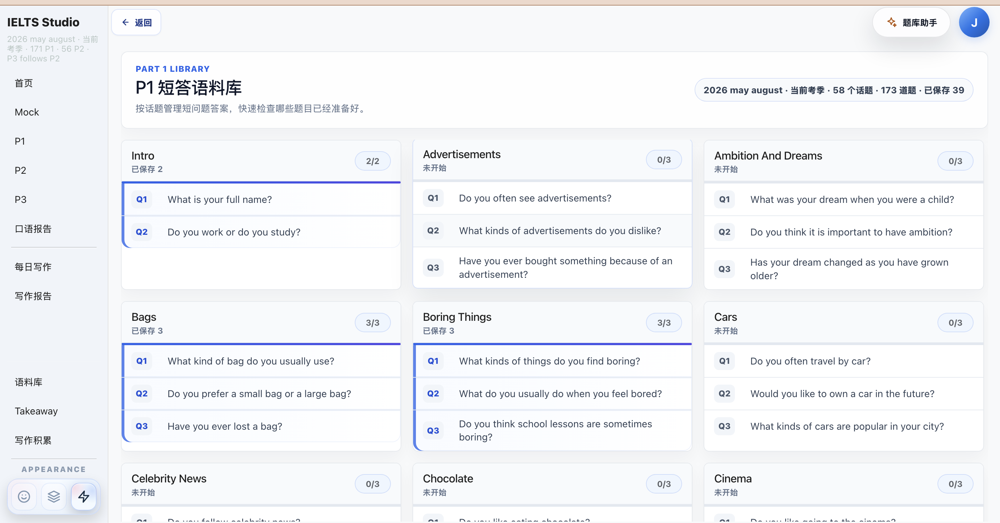 IELTS Studio
2026 may august · 当前
考季 · 171 P1 · 56 P2 ·
P3 follows P2
首页
Mock
P1
P2
P3
口语报告
每日写作
写作报告
语料库
Takeaway
写作积累
APPEARANCE
返回
题库助手
J
PART 1 LIBRARY
P1 短答语料库
按话题管理短问题答案，快速检查哪些题目已经准备好。
2026 may august · 当前考季 · 58 个话题 · 173 道题 · 已保存 39
Intro
已保存 2
2/2
Q1 What is your full name?
Q2 Do you work or do you study?
Advertisements
未开始
0/3
Q1 Do you often see advertisements?
Q2 What kinds of advertisements do you dislike?
Q3 Have you ever bought something because of an
advertisement?
Ambition And Dreams
未开始
0/3
Q1 What was your dream when you were a child?
Q2 Do you think it is important to have ambition?
Q3 Has your dream changed as you have grown
older?
Bags
已保存 3
3/3
Q1 What kind of bag do you usually use?
Q2 Do you prefer a small bag or a large bag?
Q3 Have you ever lost a bag?
Boring Things
已保存 3
3/3
Q1 What kinds of things do you find boring?
Q2 What do you usually do when you feel bored?
Q3 Do you think school lessons are sometimes
boring?
Cars
未开始
0/3
Q1 Do you often travel by car?
Q2 Would you like to own a car in the future?
Q3 What kinds of cars are popular in your city?
Celebrity News
未开始
0/3
Q1 Do you follow celebrity news?
Chocolate
未开始
0/3
Q1 Do you like eating chocolate?
Cinema
未开始
0/3
Q1 Do you like going to the cinema?